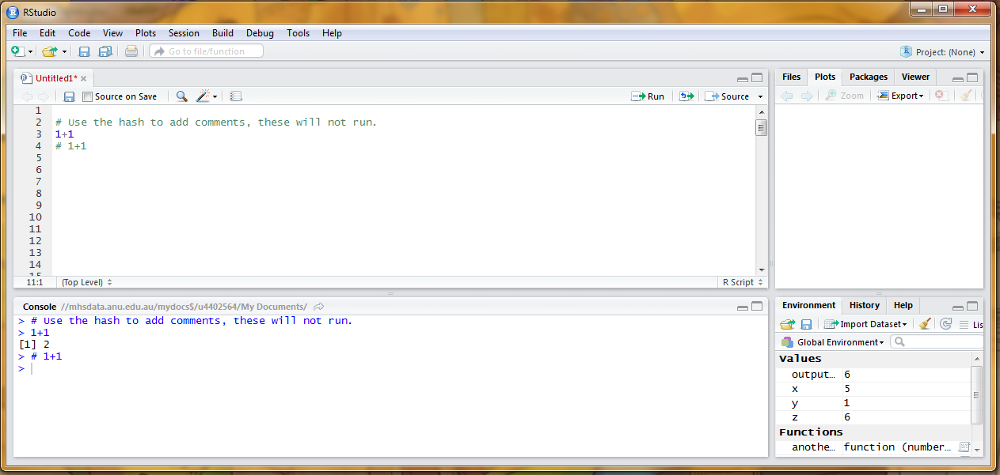 RStudio
File Edit Code View Plots Session Build Debug Tools Help
Go to file/function Project: (None)
Untitled1*
Source on Save Run Source
1
2 # Use the hash to add comments, these will not run.
3 1+1
4 # 1+1
5
6
7
8
9
10
11
12
13
14
15
11:1 (Top Level) R Script
Console //mhsdata.anu.edu.au/mydocs$/u4402564/My Documents/
> # Use the hash to add comments, these will not run.
> 1+1
[1] 2
> # 1+1
>
Files Plots Packages Viewer
Zoom Export
Environment History Help
Import Dataset Lis
Global Environment
Values
output… 6
x 5
y 1
z 6
Functions
anothe… function (number…